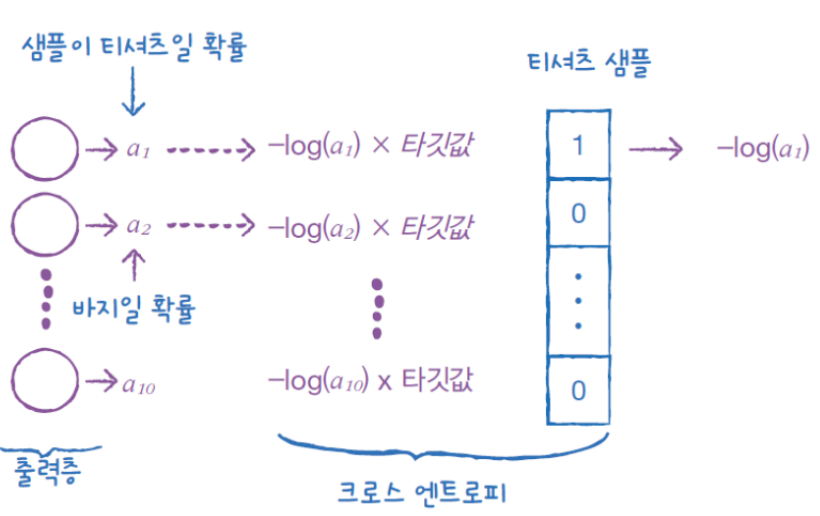 샘플이 티셔츠일 확률
티셔츠 샘플
a1 –log(a1) × 타깃값 1 –log(a1)
a2 –log(a2) × 타깃값 0
바지일 확률
a10 –log(a10) x 타깃값 0
출력층
크로스 엔트로피